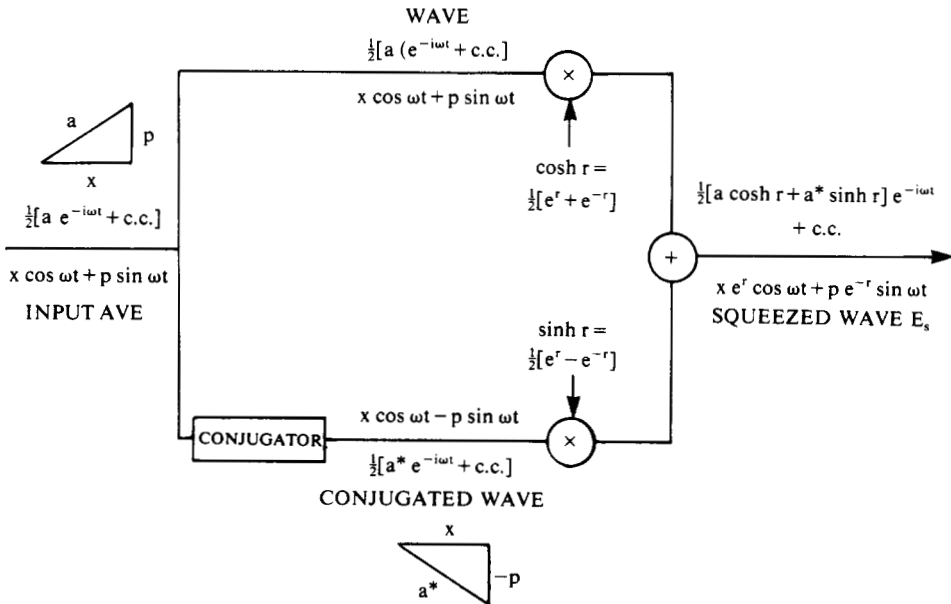 WAVE
½[a (e^{-iωt} + c.c.]
×
x cos ωt + p sin ωt
a
p
x
cosh r =
½[e^r + e^{-r}]
½[a e^{-iωt} + c.c.]
x cos ωt + p sin ωt
INPUT AVE
½[a cosh r + a* sinh r] e^{-iωt}
+ c.c.
+
x e^r cos ωt + p e^{-r} sin ωt
SQUEEZED WAVE E_s
sinh r =
½[e^r − e^{-r}]
x cos ωt − p sin ωt
CONJUGATOR
×
½[a* e^{-iωt} + c.c.]
CONJUGATED WAVE
x
a*
−p